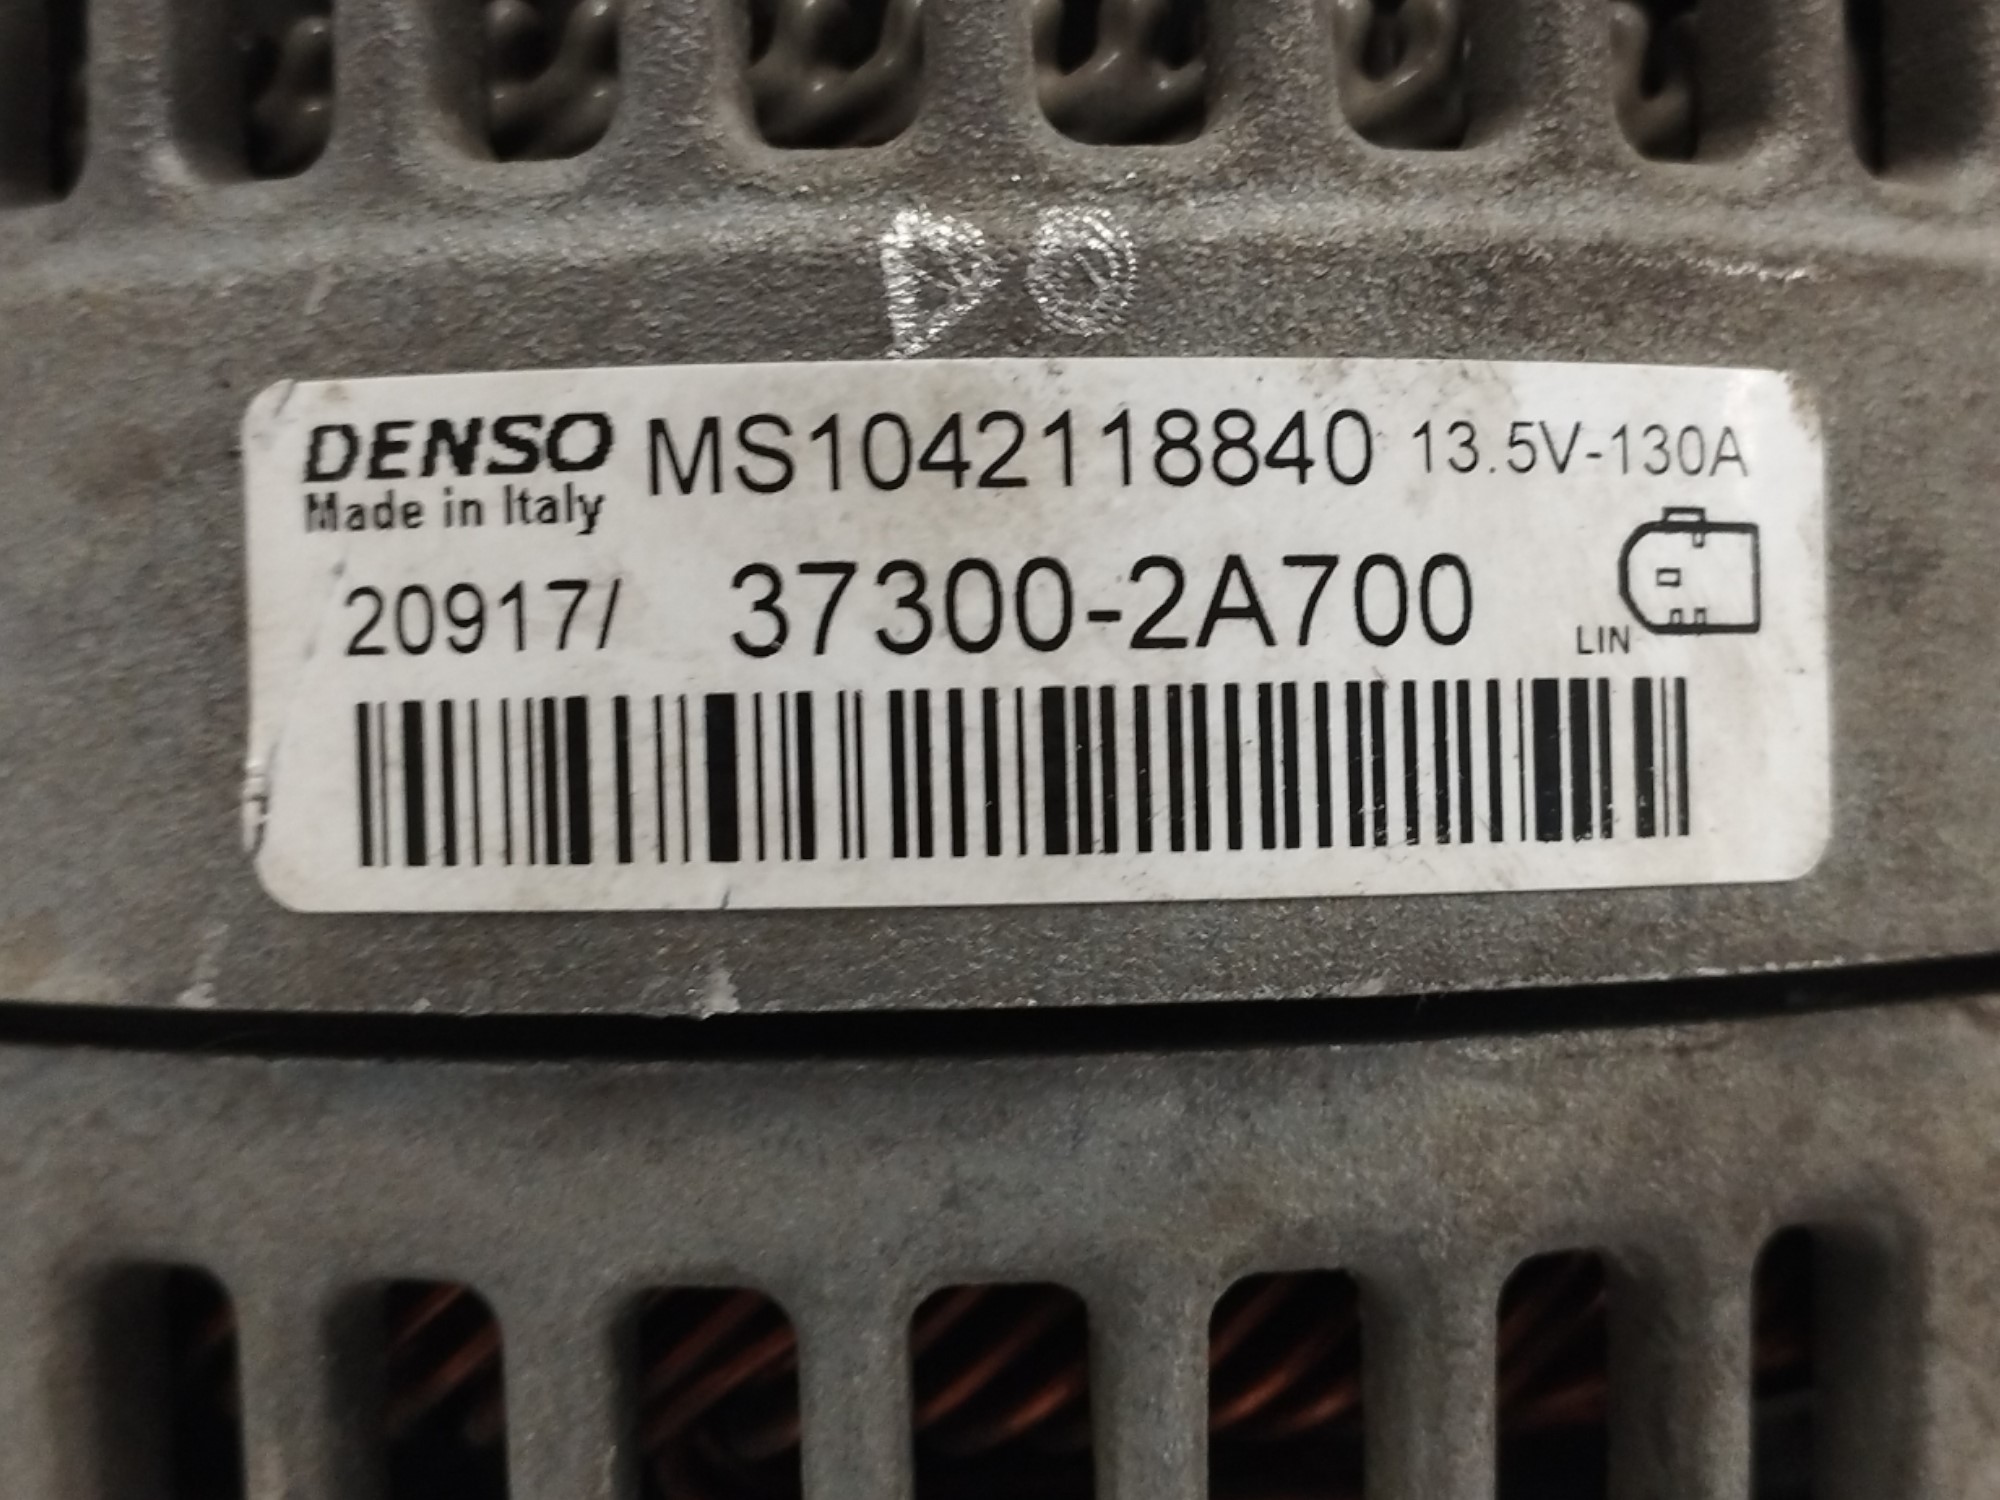 DENSO MS1042118840 13.5V-130A
Made in Italy
20917/ 37300-2A700
LIN